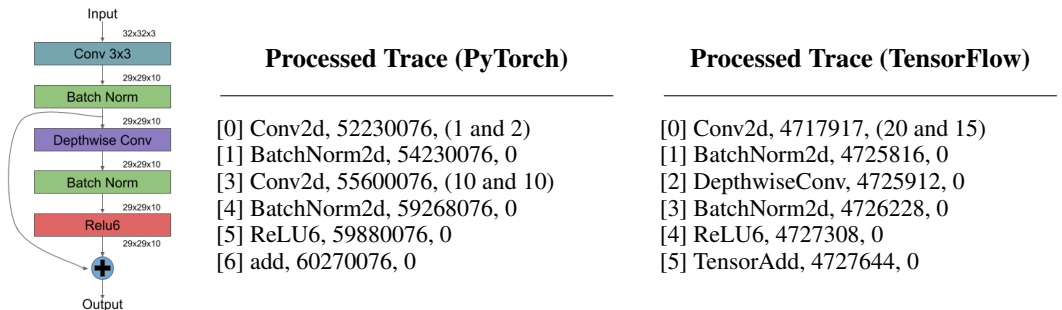 Input
32x32x3
Conv 3x3
29x29x10
Batch Norm
29x29x10
Depthwise Conv
29x29x10
Batch Norm
29x29x10
Relu6
29x29x10
Output
Processed Trace (PyTorch)
[0] Conv2d, 52230076, (1 and 2)
[1] BatchNorm2d, 54230076, 0
[3] Conv2d, 55600076, (10 and 10)
[4] BatchNorm2d, 59268076, 0
[5] ReLU6, 59880076, 0
[6] add, 60270076, 0
Processed Trace (TensorFlow)
[0] Conv2d, 4717917, (20 and 15)
[1] BatchNorm2d, 4725816, 0
[2] DepthwiseConv, 4725912, 0
[3] BatchNorm2d, 4726228, 0
[4] ReLU6, 4727308, 0
[5] TensorAdd, 4727644, 0